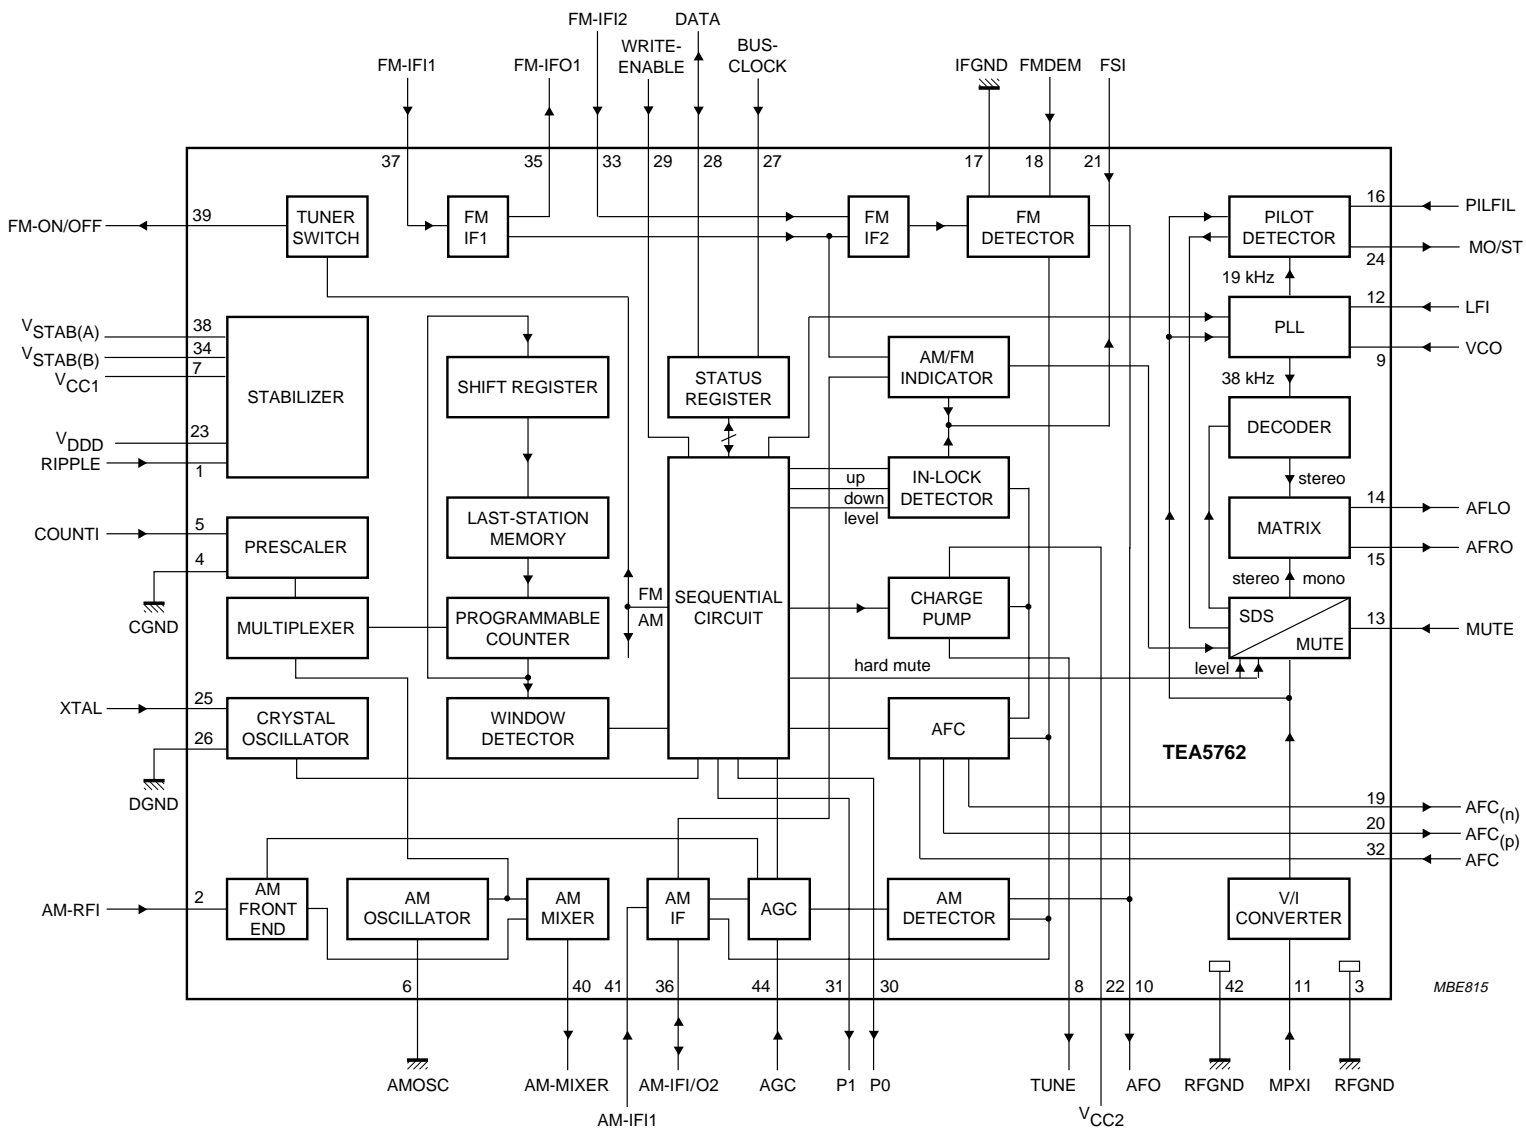 FM-IFI2
DATA
WRITE-
ENABLE
BUS-
CLOCK
FM-IFI1
FM-IFO1
IFGND
FMDEM
FSI
37
35
33
29
28
27
17
18
21
FM-ON/OFF
39
TUNER
SWITCH
FM
IF1
FM
IF2
FM
DETECTOR
PILOT
DETECTOR
16
PILFIL
24
MO/ST
19 kHz
VSTAB(A)
38
VSTAB(B)
34
VCC1
7
STABILIZER
VDDD
23
RIPPLE
1
SHIFT REGISTER
STATUS
REGISTER
AM/FM
INDICATOR
PLL
12
LFI
9
VCO
38 kHz
DECODER
stereo
LAST-STATION
MEMORY
SEQUENTIAL
CIRCUIT
up
down
level
IN-LOCK
DETECTOR
MATRIX
14
AFLO
15
AFRO
stereo
mono
COUNTI
5
PRESCALER
4
CGND
MULTIPLEXER
PROGRAMMABLE
COUNTER
FM
AM
CHARGE
PUMP
SDS
MUTE
13
MUTE
hard mute
level
XTAL
25
CRYSTAL
OSCILLATOR
26
DGND
WINDOW
DETECTOR
AFC
TEA5762
19
AFC(n)
20
AFC(p)
32
AFC
AM-RFI
2
AM
FRONT
END
AM
OSCILLATOR
AM
MIXER
AM
IF
AGC
AM
DETECTOR
V/I
CONVERTER
6
40
41
36
44
31
30
8
22
10
42
11
3
MBE815
AMOSC
AM-MIXER
AM-IFI1
AM-IFI/O2
AGC
P1
P0
TUNE
VCC2
AFO
RFGND
MPXI
RFGND